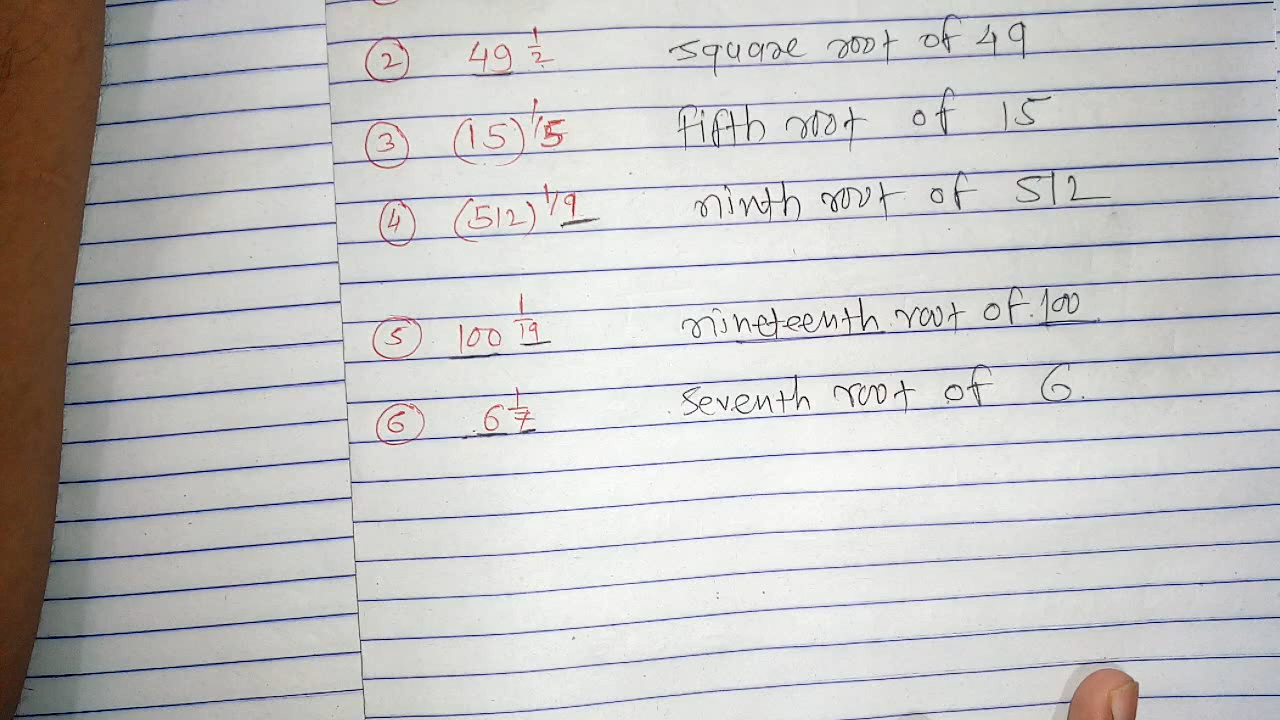 ② 49^1/2 square root of 49
③ (15)^1/5 fifth root of 15
④ (512)^1/9 ninth root of 512
⑤ 100^1/19 nineteenth root of 100
⑥ 6^1/7 seventh root of 6.